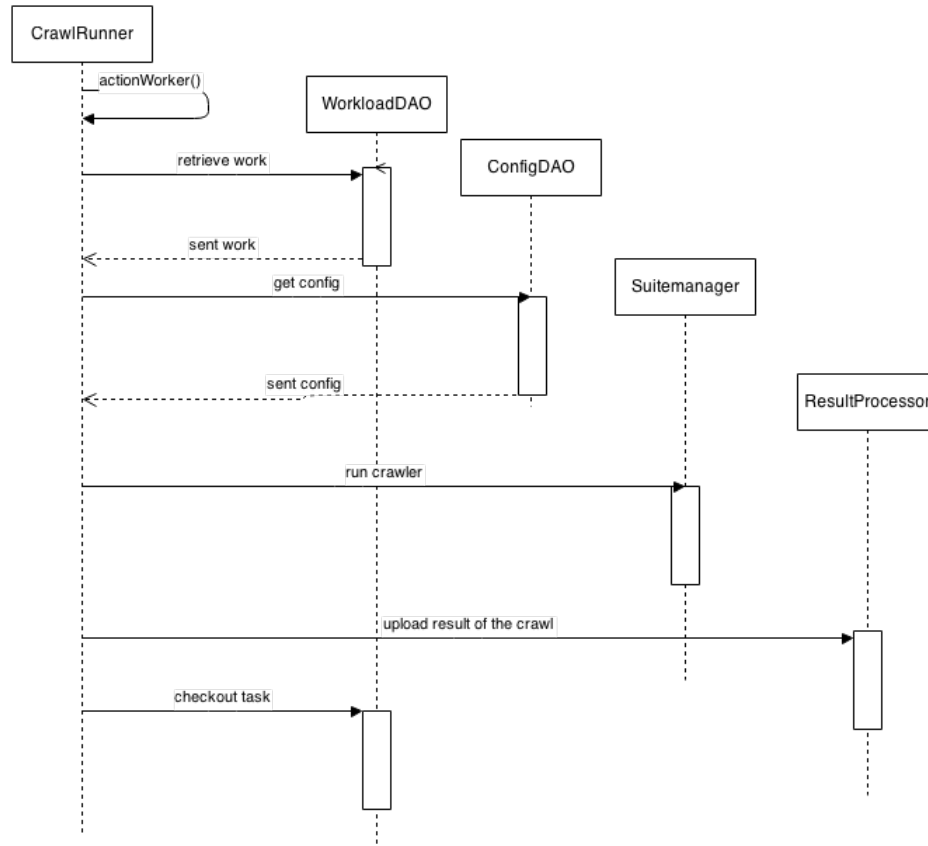 CrawlRunner
actionWorker()
WorkloadDAO
retrieve work
ConfigDAO
sent work
get config
Suitemanager
sent config
ResultProcessor
run crawler
upload result of the crawl
checkout task